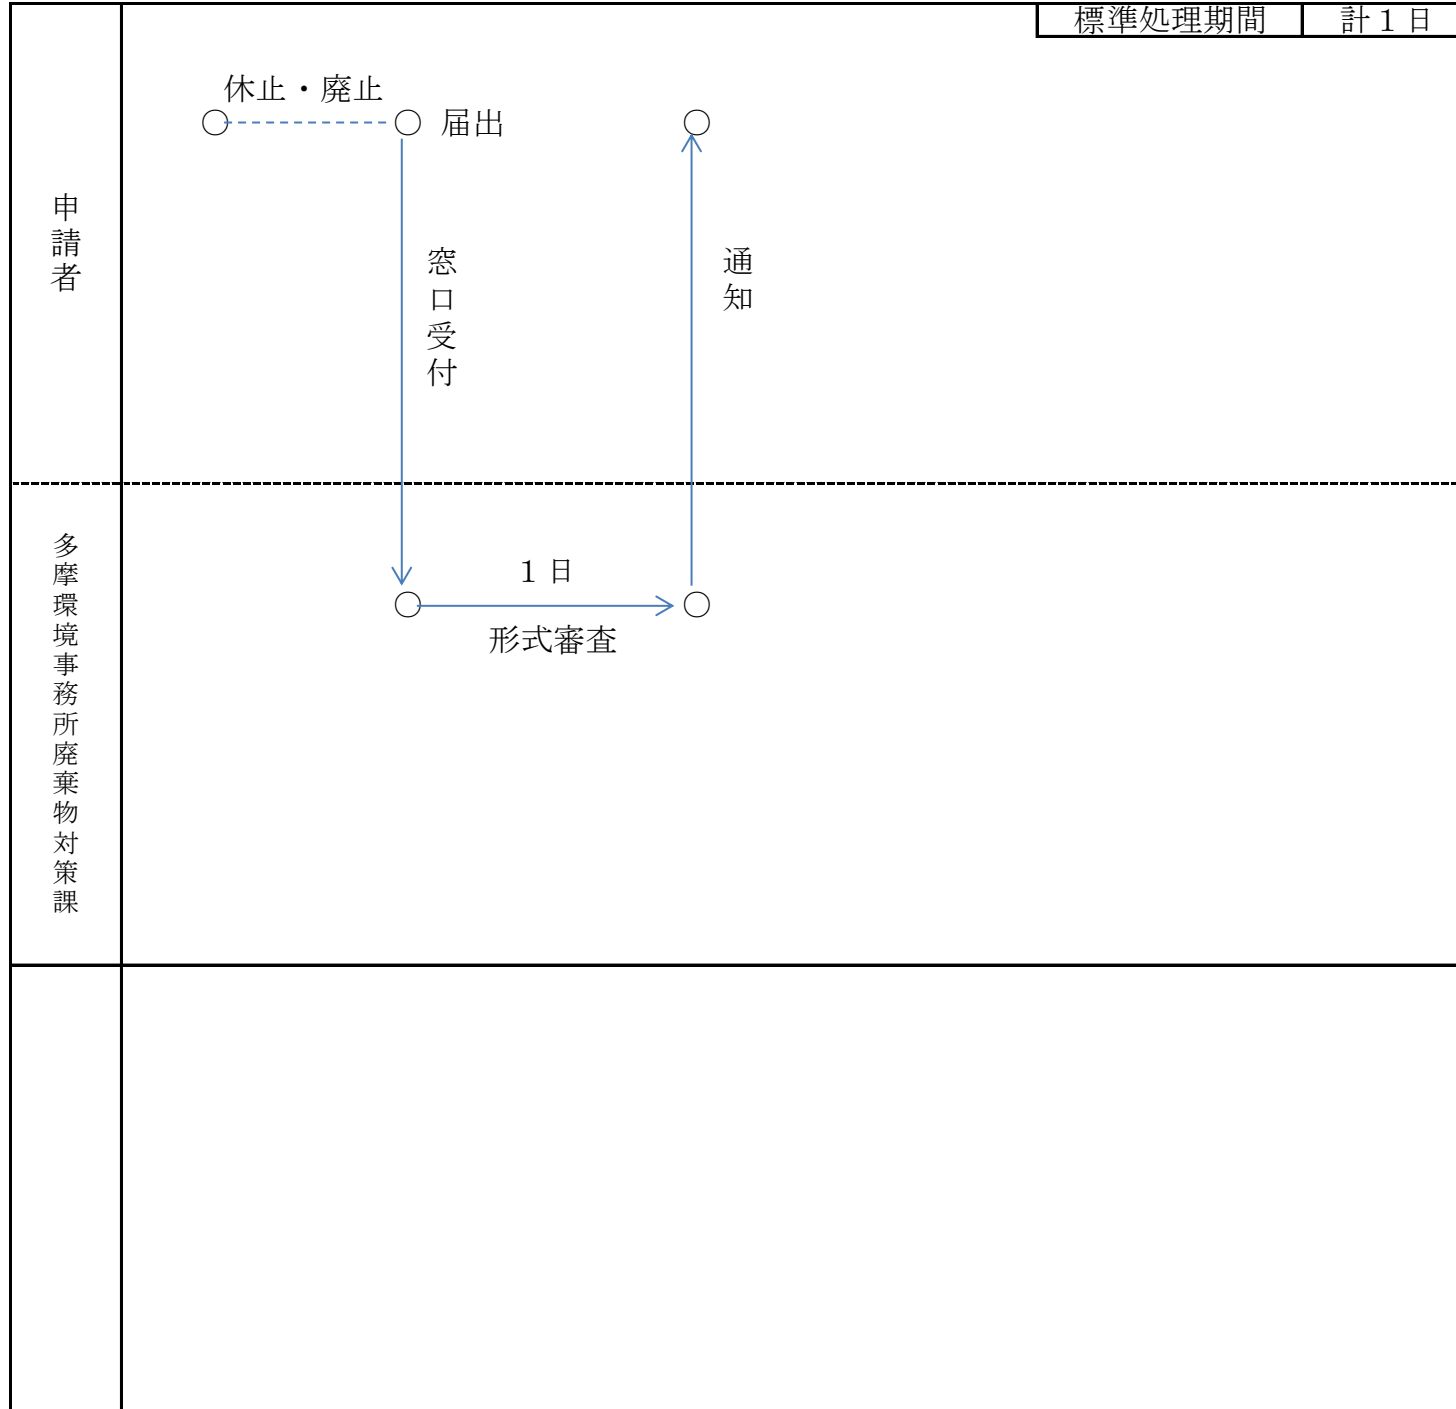 標準処理期間
計１日
休止・廃止
届出
申請者
窓口受付
通知
多摩環境事務所廃棄物対策課
１日
形式審査